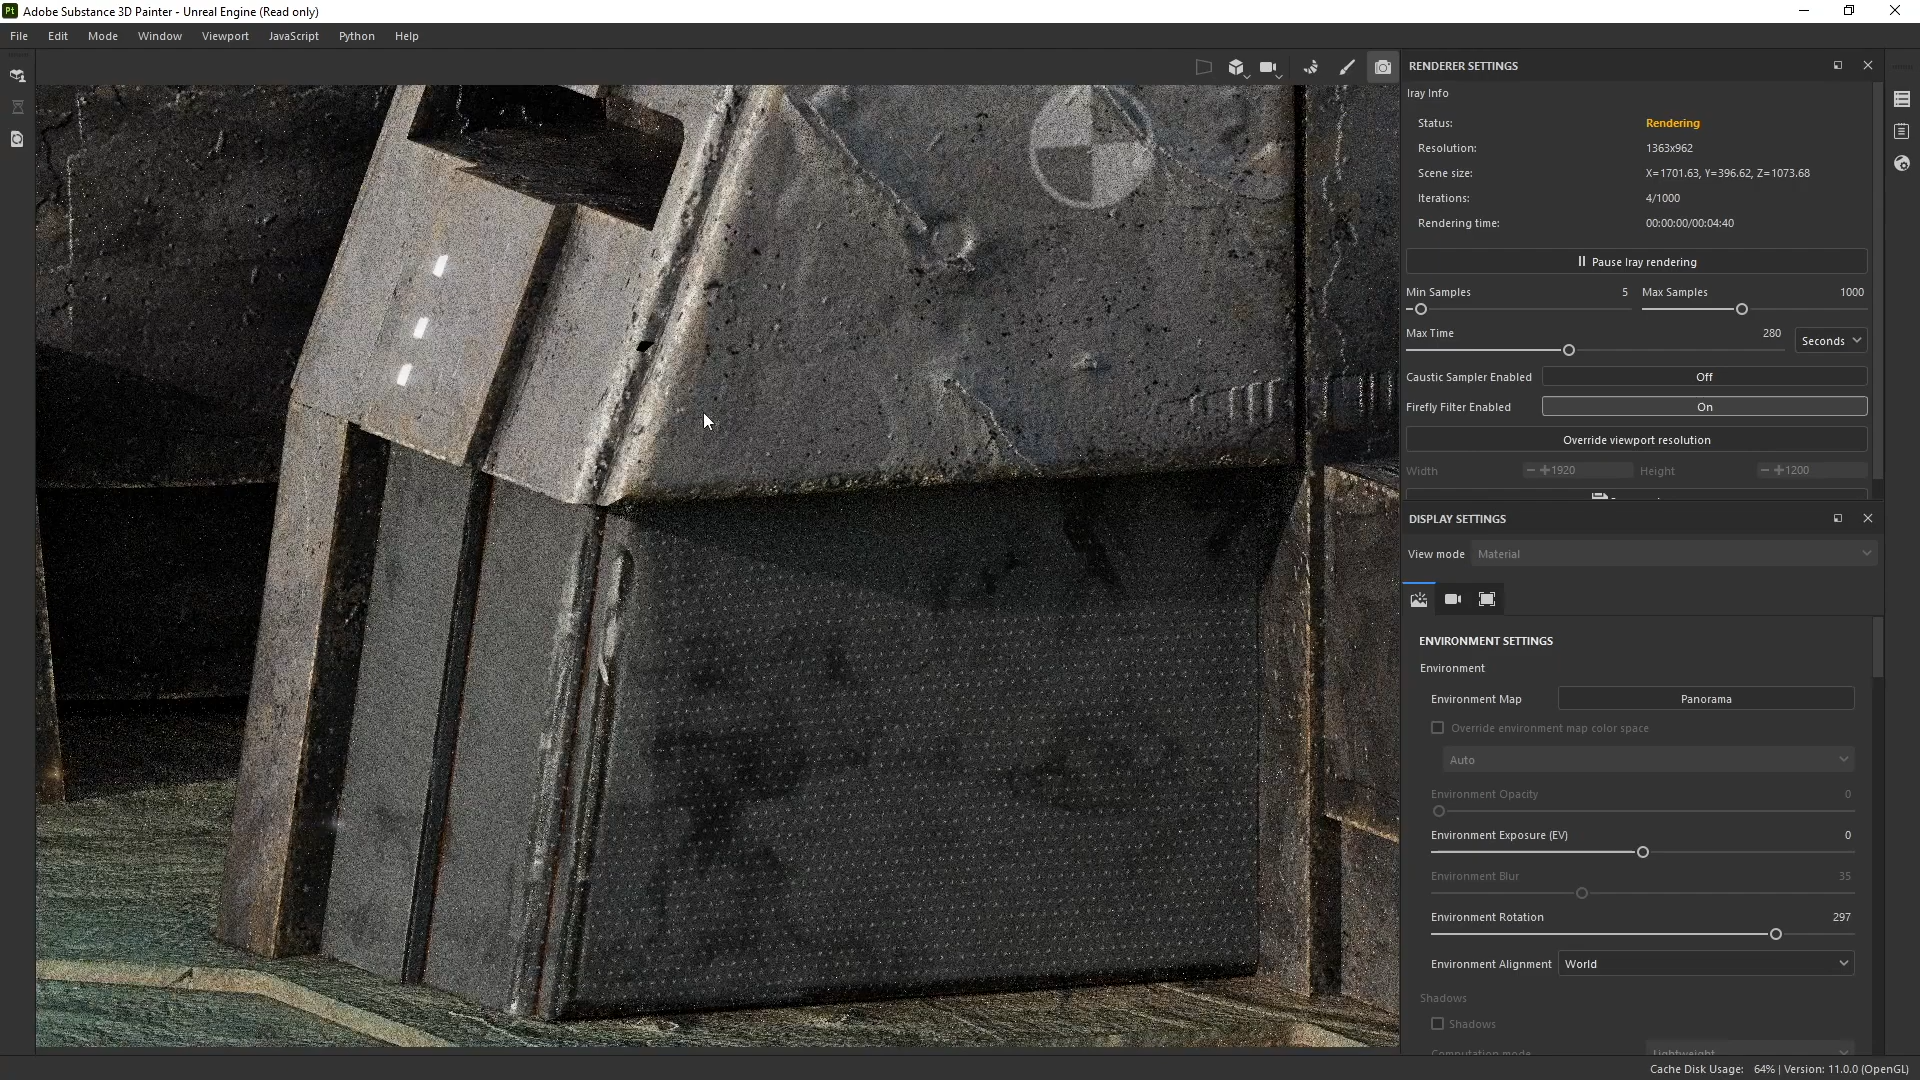 Adobe Substance 3D Painter - Unreal Engine (Read only)
File Edit Mode Window Viewport JavaScript Python Help
RENDERER SETTINGS
Iray Info
Status: Rendering
Resolution: 1363x962
Scene size: X=1701.63, Y=396.62, Z=1073.68
Iterations: 4/1000
Rendering time: 00:00:00/00:04:40
Pause Iray rendering
Min Samples 5 Max Samples 1000
Max Time 280 Seconds
Caustic Sampler Enabled Off
Firefly Filter Enabled On
Override viewport resolution
Width 1920 Height 1200
DISPLAY SETTINGS
View mode Material
ENVIRONMENT SETTINGS
Environment
Environment Map Panorama
Override environment map color space
Auto
Environment Opacity 0
Environment Exposure (EV) 0
Environment Blur 35
Environment Rotation 297
Environment Alignment World
Shadows
Shadows
Computation mode Lightweight
Cache Disk Usage: 64% | Version: 11.0.0 (OpenGL)